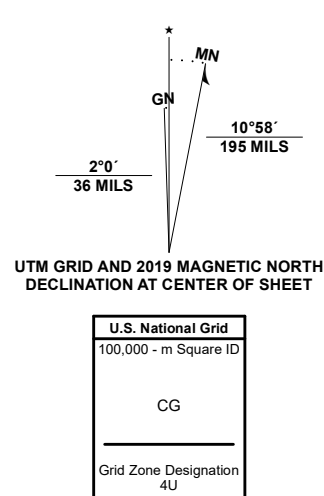 ★
MN
GN
10°58´
195 MILS
2°0´
36 MILS
UTM GRID AND 2019 MAGNETIC NORTH
DECLINATION AT CENTER OF SHEET
U.S. National Grid
100,000 - m Square ID
CG
Grid Zone Designation
4U